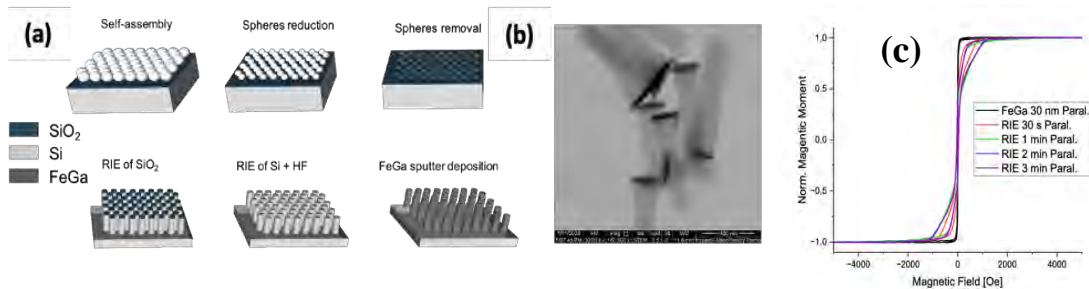 (a)
Self-assembly
Spheres reduction
Spheres removal
SiO₂
Si
FeGa
RIE of SiO₂
RIE of Si + HF
FeGa sputter deposition
(b)
(c)
Norm. Magentic Moment
1.0
0.5
0.0
−0.5
−1.0
FeGa 30 nm Paral.
RIE 30 s Paral.
RIE 1 min Paral.
RIE 2 min Paral.
RIE 3 min Paral.
−4000
−2000
0
2000
4000
Magnetic Field [Oe]